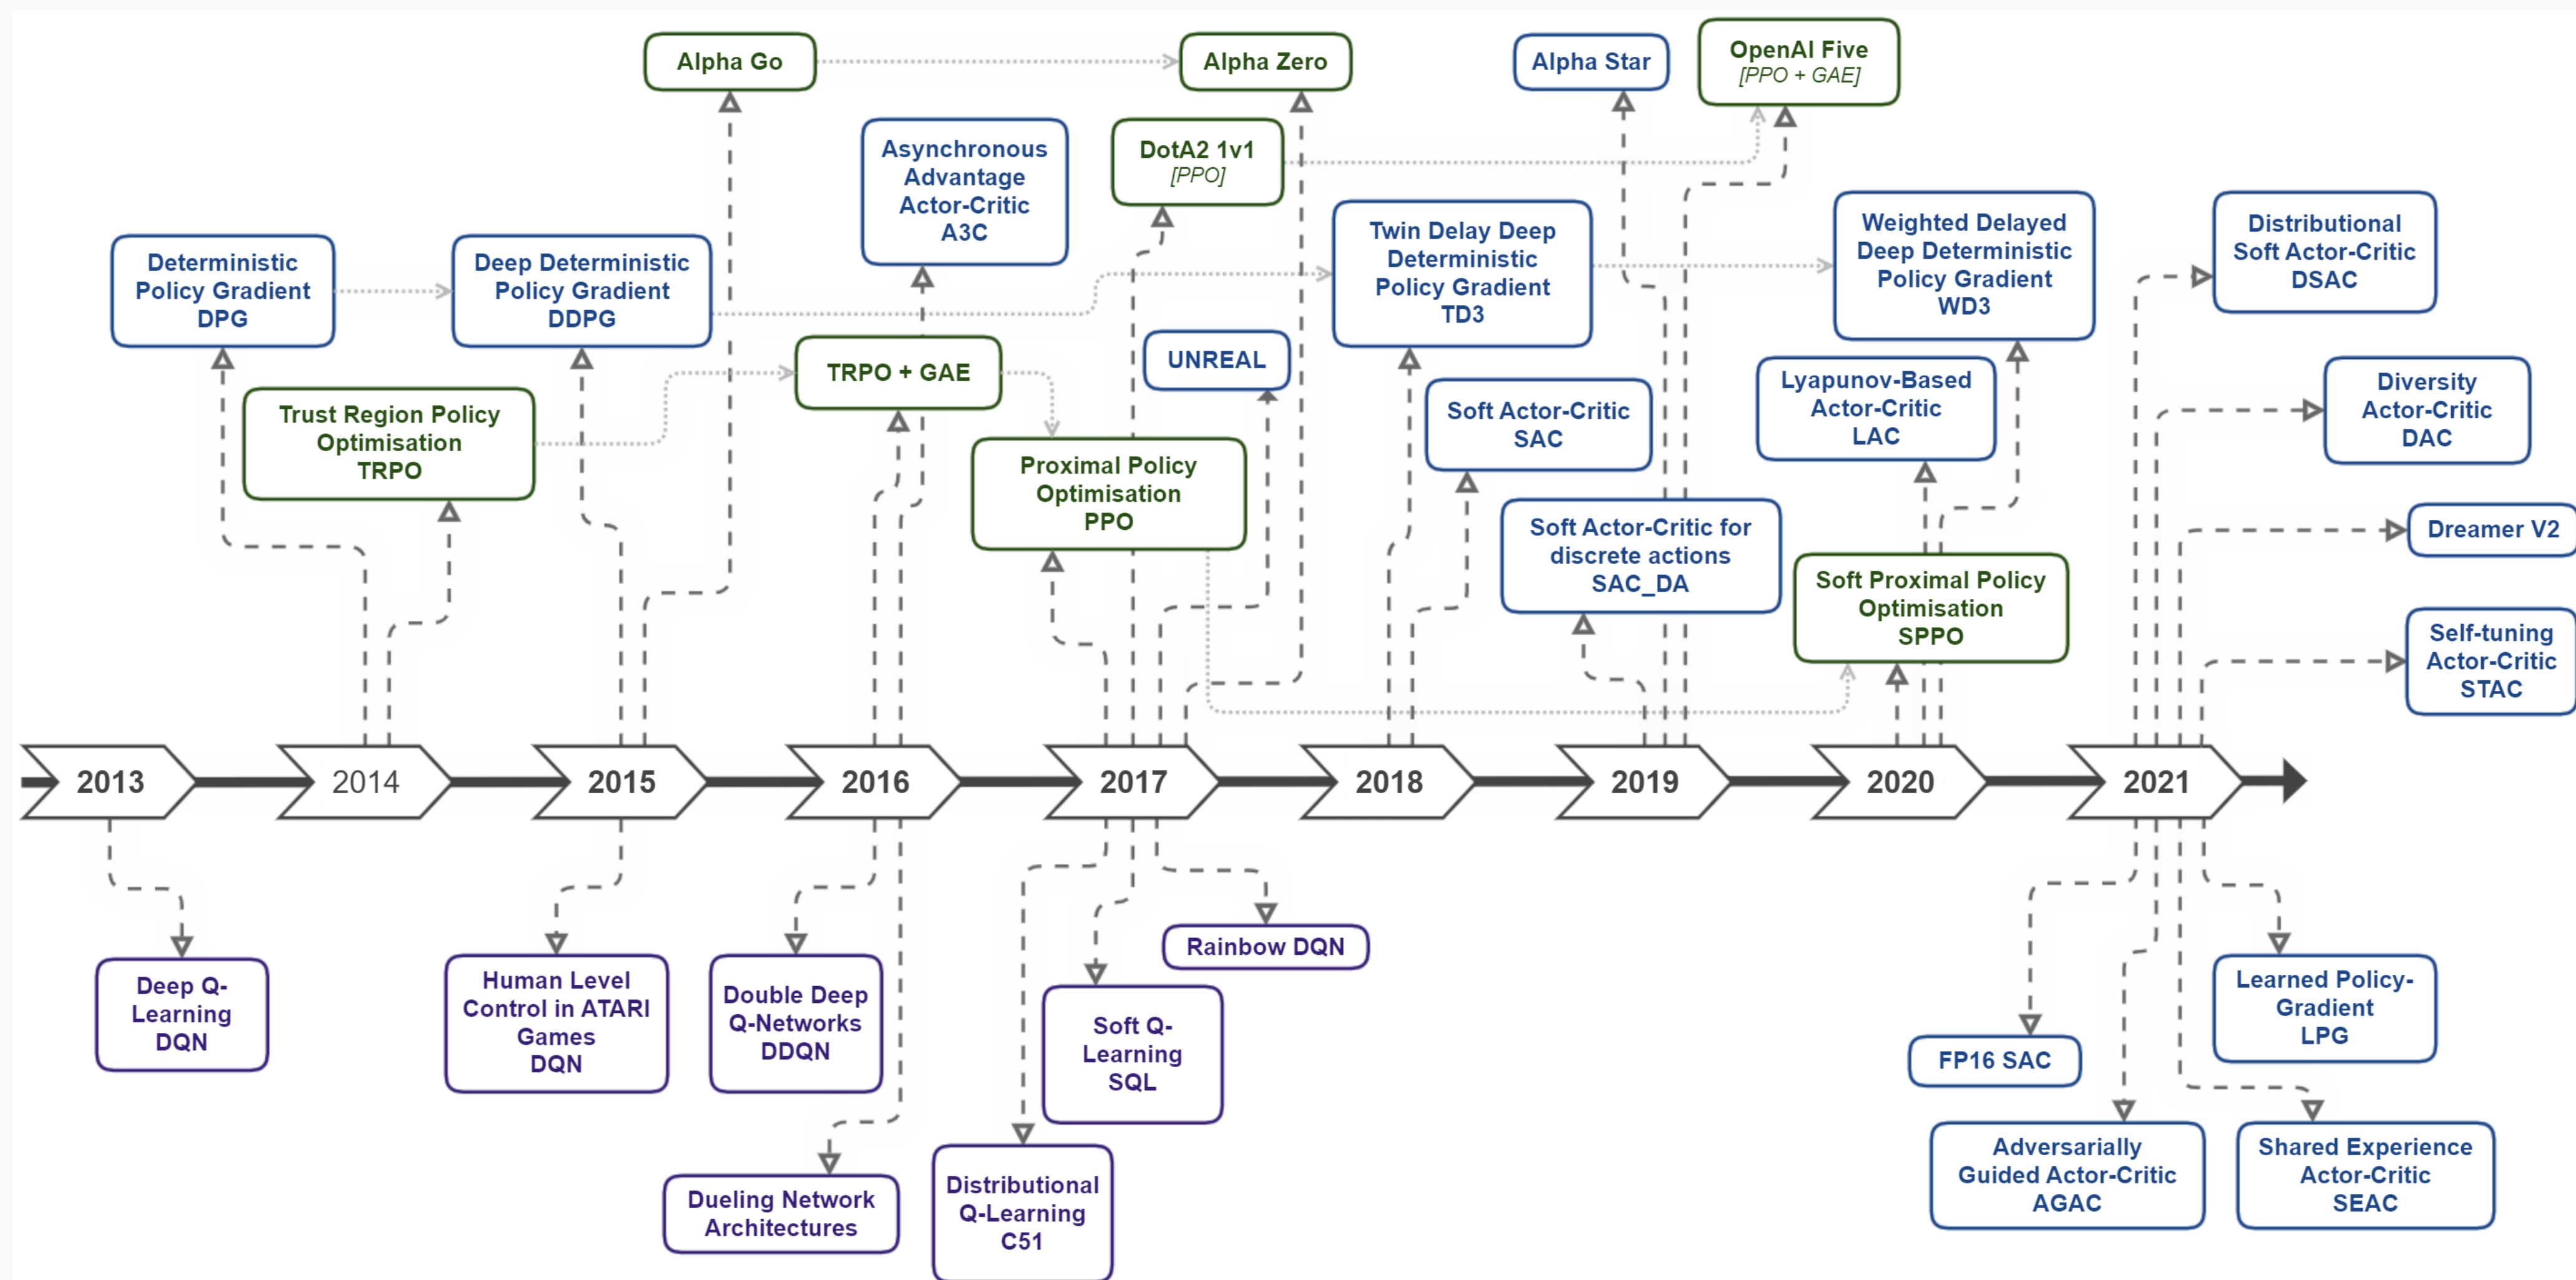 Alpha Go
Alpha Zero
Alpha Star
OpenAI Five
[PPO + GAE]
Asynchronous
Advantage
Actor-Critic
A3C
DotA2 1v1
[PPO]
Deterministic
Policy Gradient
DPG
Deep Deterministic
Policy Gradient
DDPG
Twin Delay Deep
Deterministic
Policy Gradient
TD3
Weighted Delayed
Deep Deterministic
Policy Gradient
WD3
Distributional
Soft Actor-Critic
DSAC
Trust Region Policy
Optimisation
TRPO
TRPO + GAE
UNREAL
Soft Actor-Critic
SAC
Lyapunov-Based
Actor-Critic
LAC
Diversity
Actor-Critic
DAC
Proximal Policy
Optimisation
PPO
Soft Actor-Critic for
discrete actions
SAC_DA
Dreamer V2
Soft Proximal Policy
Optimisation
SPPO
Self-tuning
Actor-Critic
STAC
2013
2014
2015
2016
2017
2018
2019
2020
2021
Deep Q-
Learning
DQN
Human Level
Control in ATARI
Games
DQN
Double Deep
Q-Networks
DDQN
Rainbow DQN
Soft Q-
Learning
SQL
Dueling Network
Architectures
Distributional
Q-Learning
C51
FP16 SAC
Learned Policy-
Gradient
LPG
Adversarially
Guided Actor-Critic
AGAC
Shared Experience
Actor-Critic
SEAC